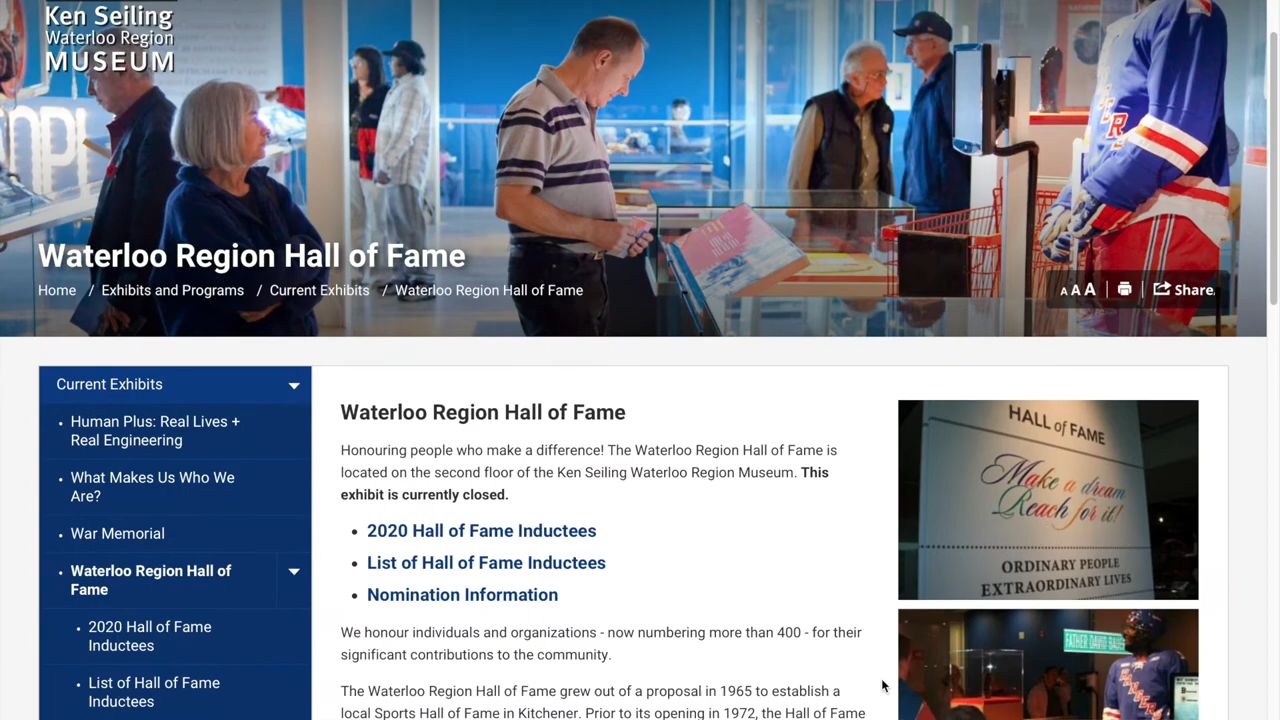 Ken Seiling
Waterloo Region
MUSEUM
Waterloo Region Hall of Fame
Home / Exhibits and Programs / Current Exhibits / Waterloo Region Hall of Fame
A A A | | Share
Current Exhibits
• Human Plus: Real Lives +
Real Engineering
• What Makes Us Who We
Are?
• War Memorial
• Waterloo Region Hall of
Fame
• 2020 Hall of Fame
Inductees
• List of Hall of Fame
Inductees
Waterloo Region Hall of Fame
Honouring people who make a difference! The Waterloo Region Hall of Fame is
located on the second floor of the Ken Seiling Waterloo Region Museum. This
exhibit is currently closed.
• 2020 Hall of Fame Inductees
• List of Hall of Fame Inductees
• Nomination Information
We honour individuals and organizations - now numbering more than 400 - for their
significant contributions to the community.
The Waterloo Region Hall of Fame grew out of a proposal in 1965 to establish a
local Sports Hall of Fame in Kitchener. Prior to its opening in 1972, the Hall of Fame
HALL of FAME
Make a dream
Reach for it!
ORDINARY PEOPLE
EXTRAORDINARY LIVES
FATHER DAVID BAUER